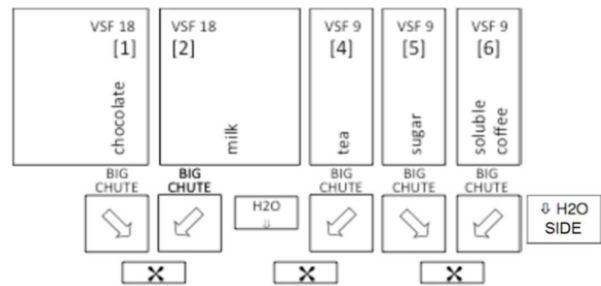 VSF 18
[1]
chocolate
VSF 18
[2]
milk
VSF 9
[4]
tea
VSF 9
[5]
sugar
VSF 9
[6]
soluble
coffee
BIG
CHUTE
BIG
CHUTE
BIG
CHUTE
BIG
CHUTE
BIG
CHUTE
H2O
⇩
⇩ H2O
SIDE